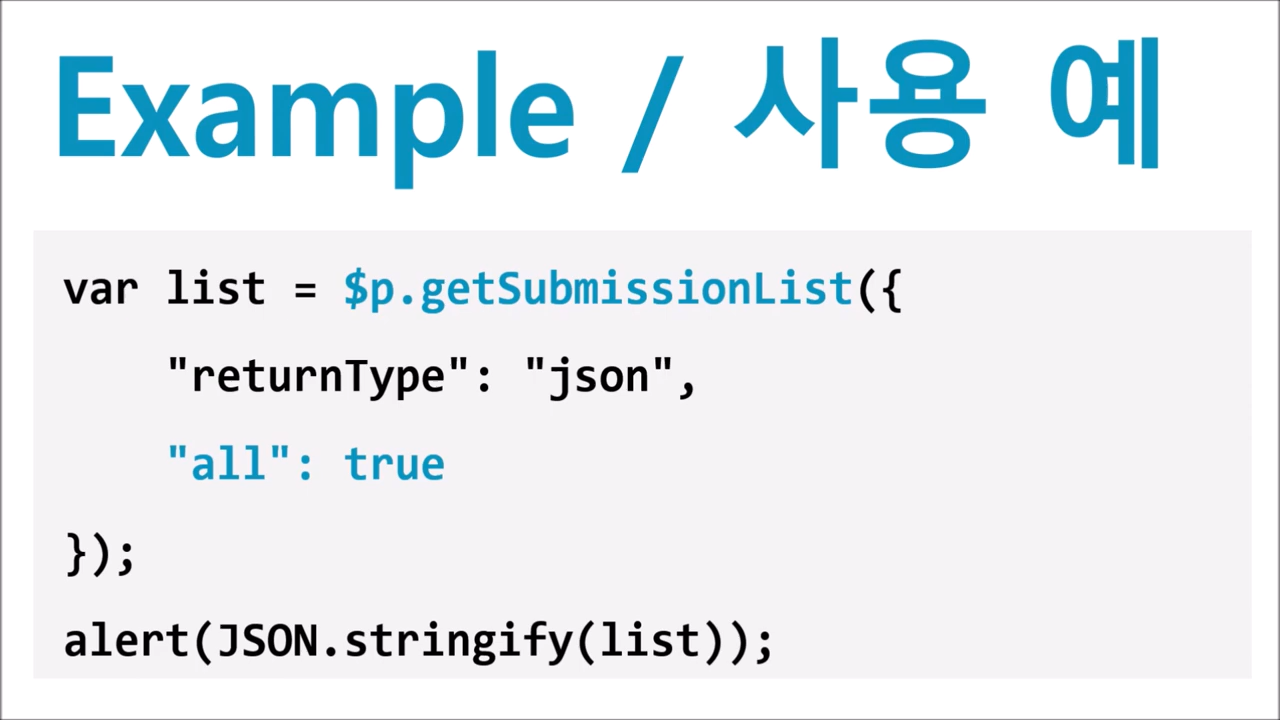 Example / 사용 예
var list = $p.getSubmissionList({
"returnType": "json",
"all": true
});
alert(JSON.stringify(list));